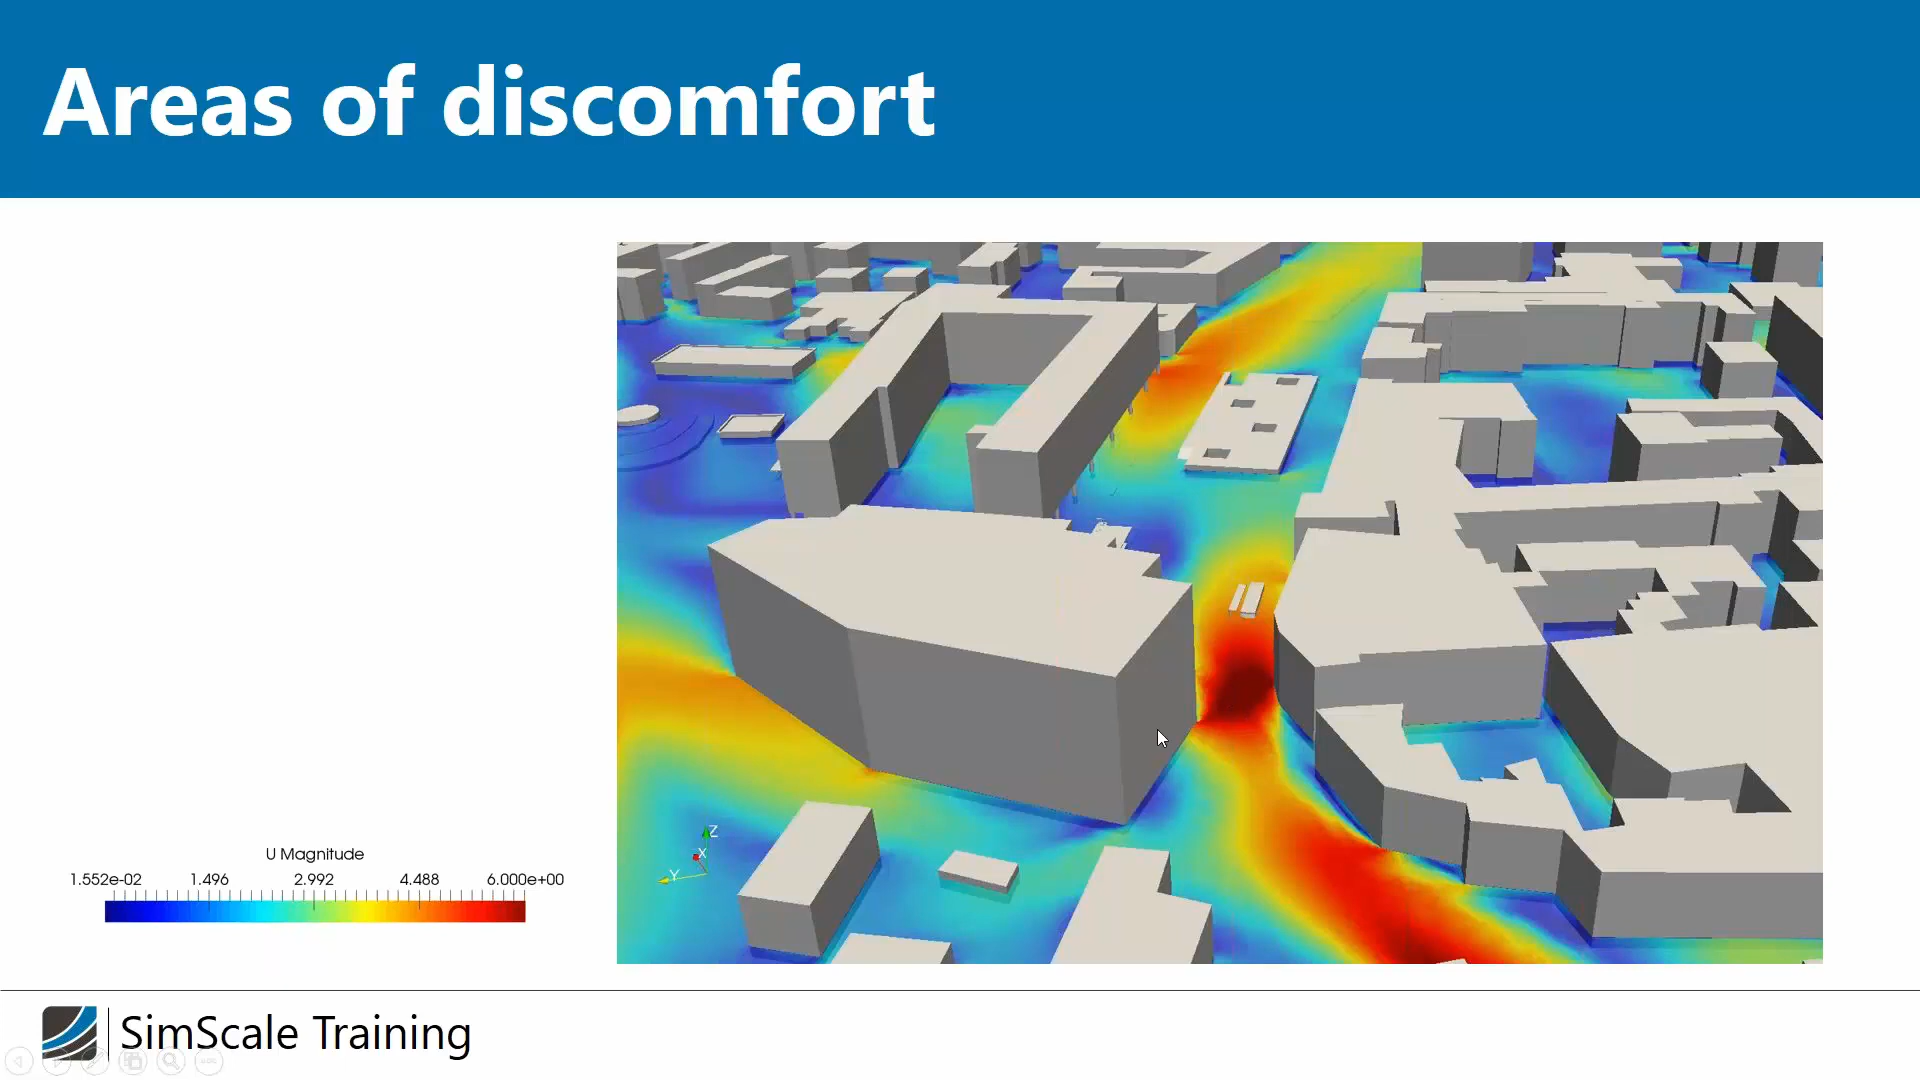 Areas of discomfort
U Magnitude
1.552e-02 1.496 2.992 4.488 6.000e+00
Z
X
Y
SimScale Training